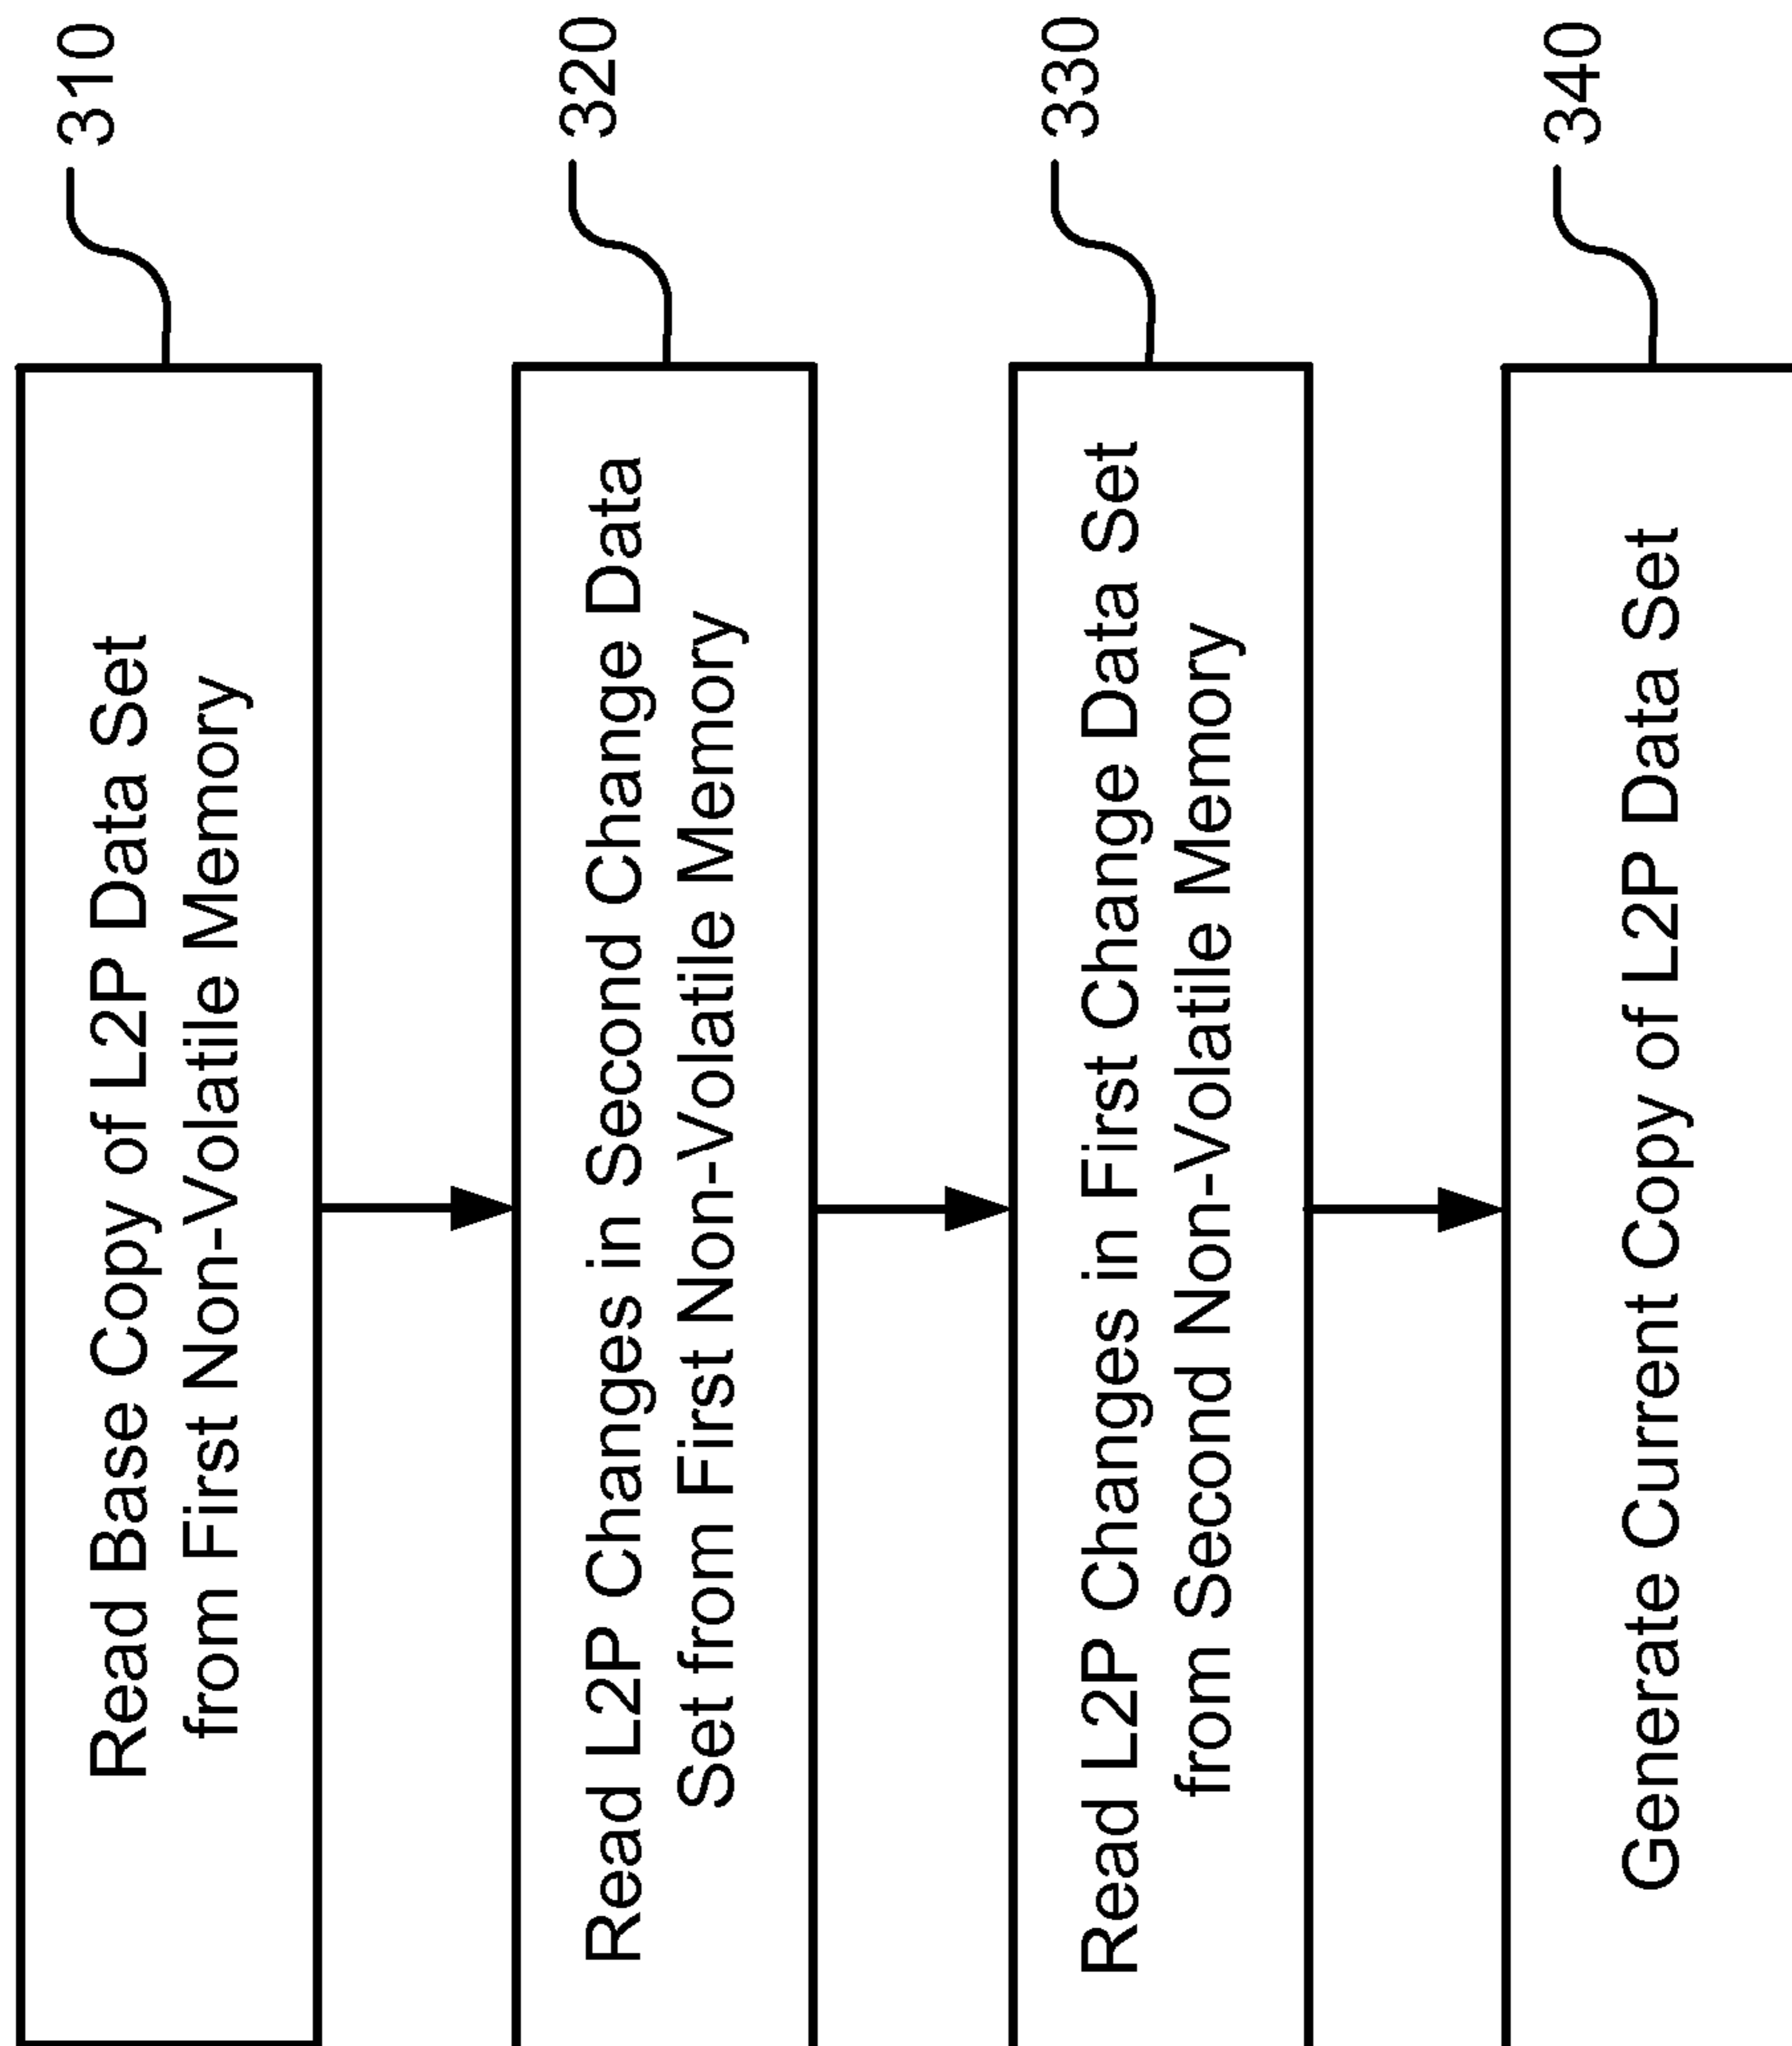 310
Read Base Copy of L2P Data Set
from First Non-Volatile Memory
320
Read L2P Changes in Second Change Data
Set from First Non-Volatile Memory
330
Read L2P Changes in First Change Data Set
from Second Non-Volatile Memory
340
Generate Current Copy of L2P Data Set